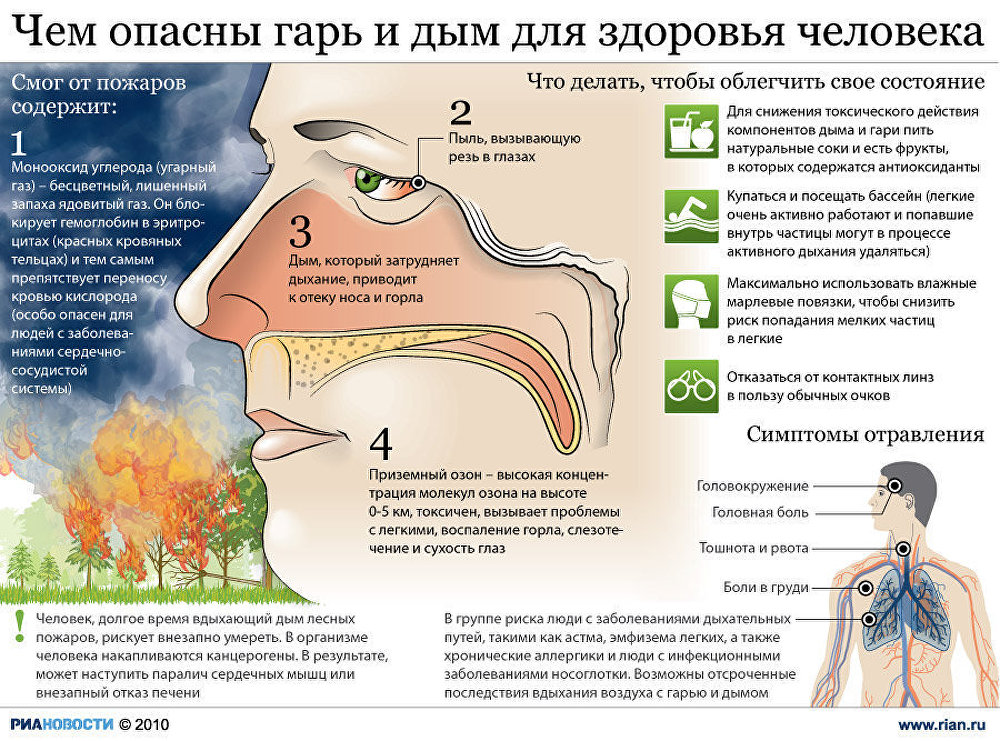 Чем опасны гарь и дым для здоровья человека
Смог от пожаров
содержит:
1
Монооксид углерода (угарный
газ) – бесцветный, лишенный
запаха ядовитый газ. Он бло-
кирует гемоглобин в эритро-
цитах (красных кровяных
тельцах) и тем самым
препятствует переносу
кровью кислорода
(особо опасен для
людей с заболева-
ниями сердечно-
сосудистой
системы)
2
Пыль, вызывающую
резь в глазах
3
Дым, который затрудняет
дыхание, приводит
к отеку носа и горла
4
Приземный озон – высокая концен-
трация молекул озона на высоте
0-5 км, токсичен, вызывает проблемы
с легкими, воспаление горла, слезоте-
чение и сухость глаз
Что делать, чтобы облегчить свое состояние
Для снижения токсического действия
компонентов дыма и гари пить
натуральные соки и есть фрукты,
в которых содержатся антиоксиданты
Купаться и посещать бассейн (легкие
очень активно работают и попавшие
внутрь частицы могут в процессе
активного дыхания удаляться)
Максимально использовать влажные
марлевые повязки, чтобы снизить
риск попадания мелких частиц
в легкие
Отказаться от контактных линз
в пользу обычных очков
Симптомы отравления
Головокружение
Головная боль
Тошнота и рвота
Боли в груди
! Человек, долгое время вдыхающий дым лесных
пожаров, рискует внезапно умереть. В организме
человека накапливаются канцерогены. В результате,
может наступить паралич сердечных мышц или
внезапный отказ печени
В группе риска люди с заболеваниями дыхательных
путей, такими как астма, эмфизема легких, а также
хронические аллергики и люди с инфекционными
заболеваниями носоглотки. Возможны отсроченные
последствия вдыхания воздуха с гарью и дымом
РИАНОВОСТИ © 2010
www.rian.ru